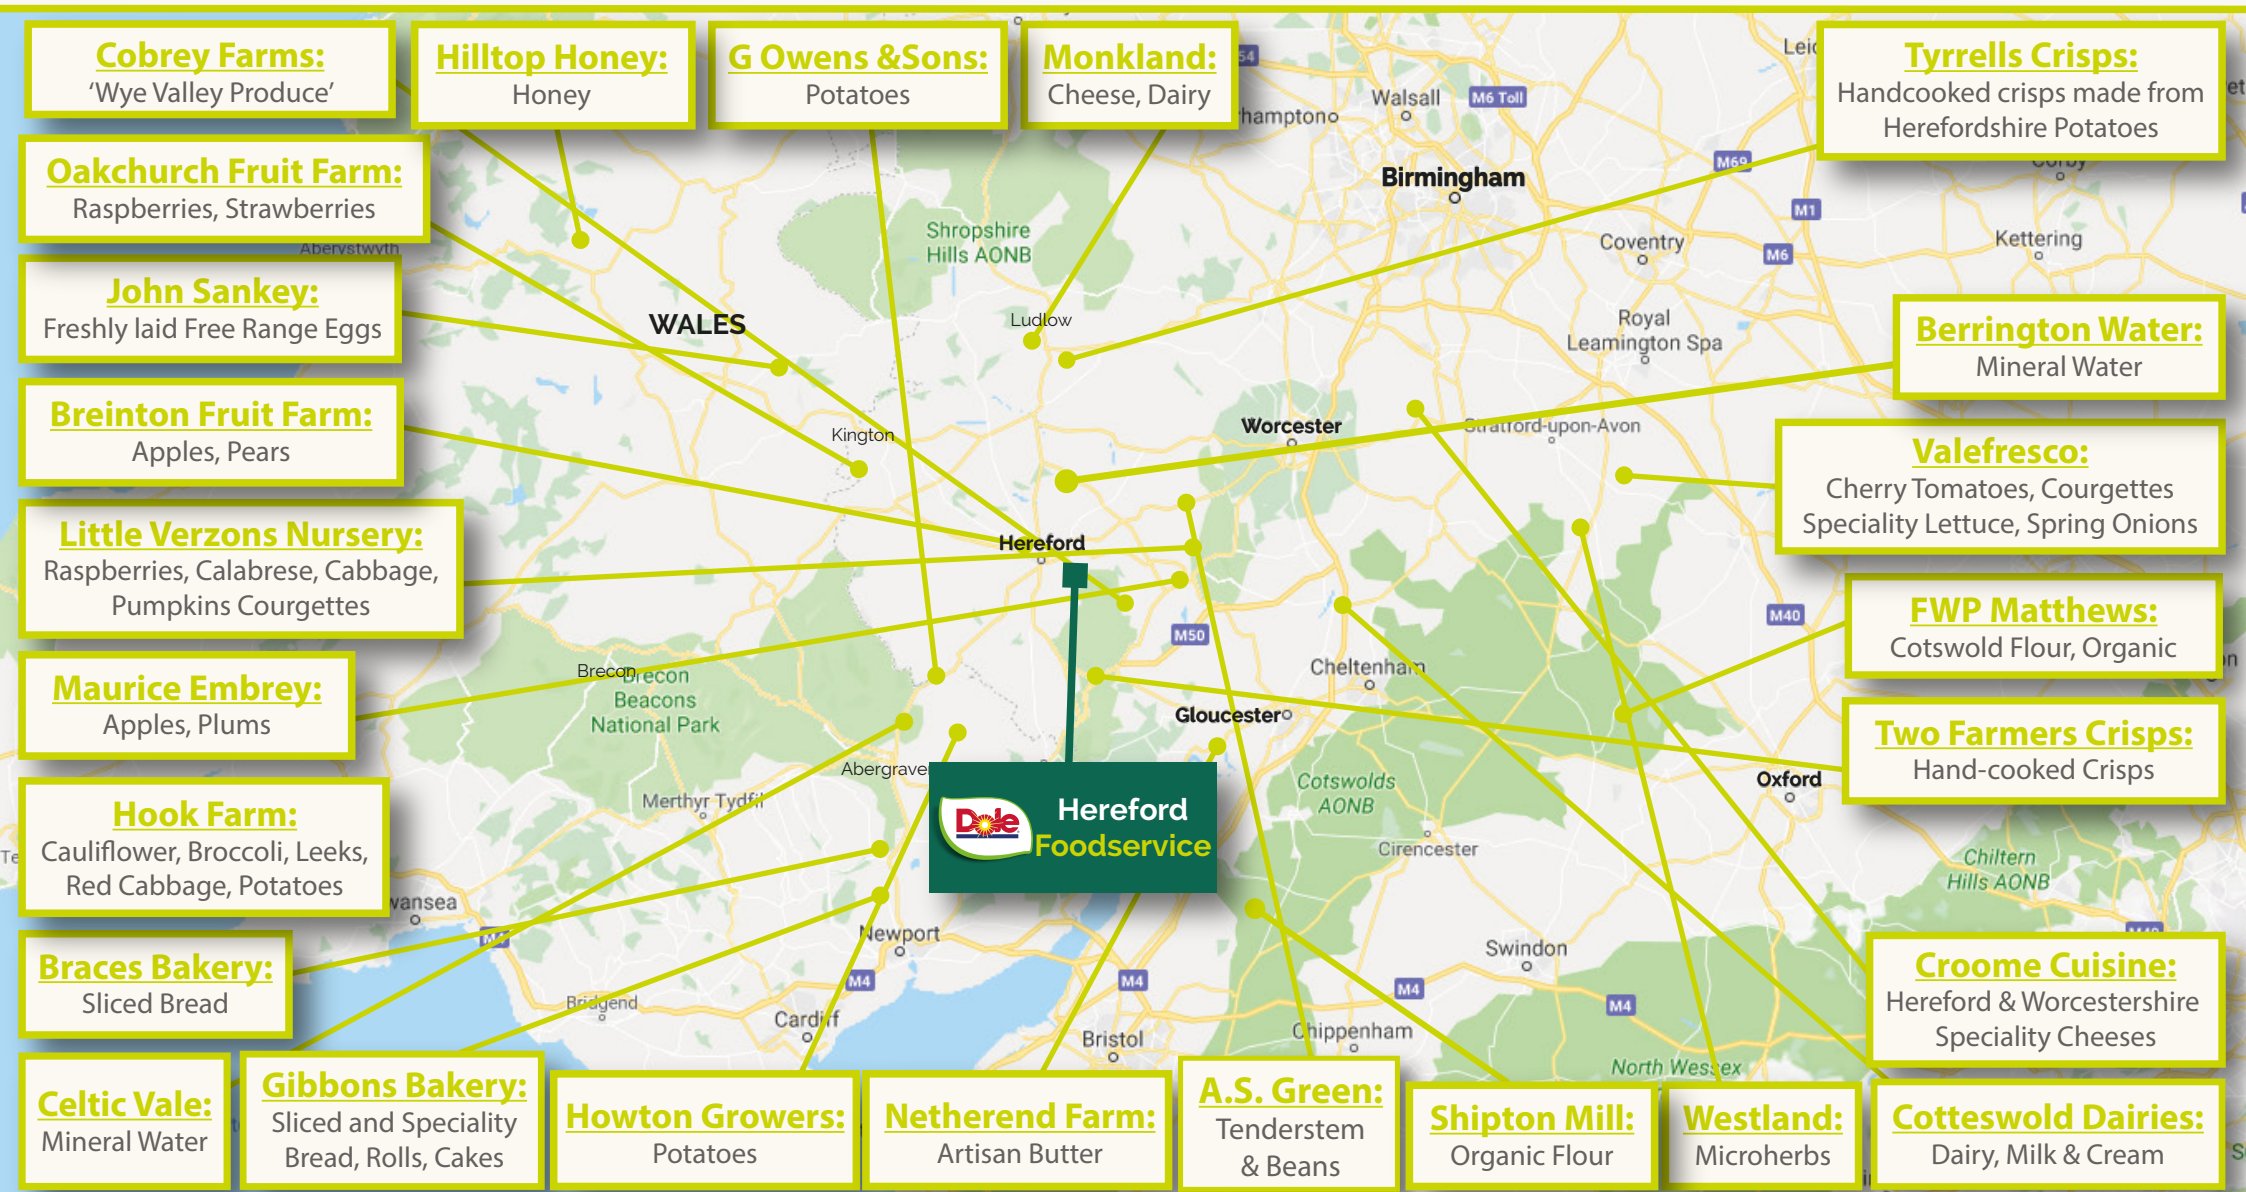 Cobrey Farms:
‘Wye Valley Produce’
Hilltop Honey:
Honey
G Owens &Sons:
Potatoes
Monkland:
Cheese, Dairy
Tyrrells Crisps:
Handcooked crisps made from
Herefordshire Potatoes
Oakchurch Fruit Farm:
Raspberries, Strawberries
John Sankey:
Freshly laid Free Range Eggs
Breinton Fruit Farm:
Apples, Pears
Little Verzons Nursery:
Raspberries, Calabrese, Cabbage,
Pumpkins Courgettes
Maurice Embrey:
Apples, Plums
Hook Farm:
Cauliflower, Broccoli, Leeks,
Red Cabbage, Potatoes
Braces Bakery:
Sliced Bread
Celtic Vale:
Mineral Water
Gibbons Bakery:
Sliced and Speciality
Bread, Rolls, Cakes
Howton Growers:
Potatoes
Netherend Farm:
Artisan Butter
A.S. Green:
Tenderstem
& Beans
Shipton Mill:
Organic Flour
Westland:
Microherbs
Cotteswold Dairies:
Dairy, Milk & Cream
Croome Cuisine:
Hereford & Worcestershire
Speciality Cheeses
Two Farmers Crisps:
Hand-cooked Crisps
FWP Matthews:
Cotswold Flour, Organic
Valefresco:
Cherry Tomatoes, Courgettes
Speciality Lettuce, Spring Onions
Berrington Water:
Mineral Water
Dole
Hereford
Foodservice
Walsall
M6 Toll
Birmingham
M69
Corby
M1
M6
Coventry
Kettering
Shropshire
Hills AONB
Aberystwyth
WALES
Ludlow
Royal
Leamington Spa
Kington
Worcester
Stratford-upon-Avon
Hereford
M50
M40
Brecon
Brecon
Beacons
National Park
Cheltenham
Gloucester
Merthyr Tydfil
Cotswolds
AONB
Oxford
Cirencester
Chiltern
Hills AONB
Newport
M4
Swindon
M4
M4
M4
M4
Bridgend
Cardiff
Bristol
Chippenham
North Wessex